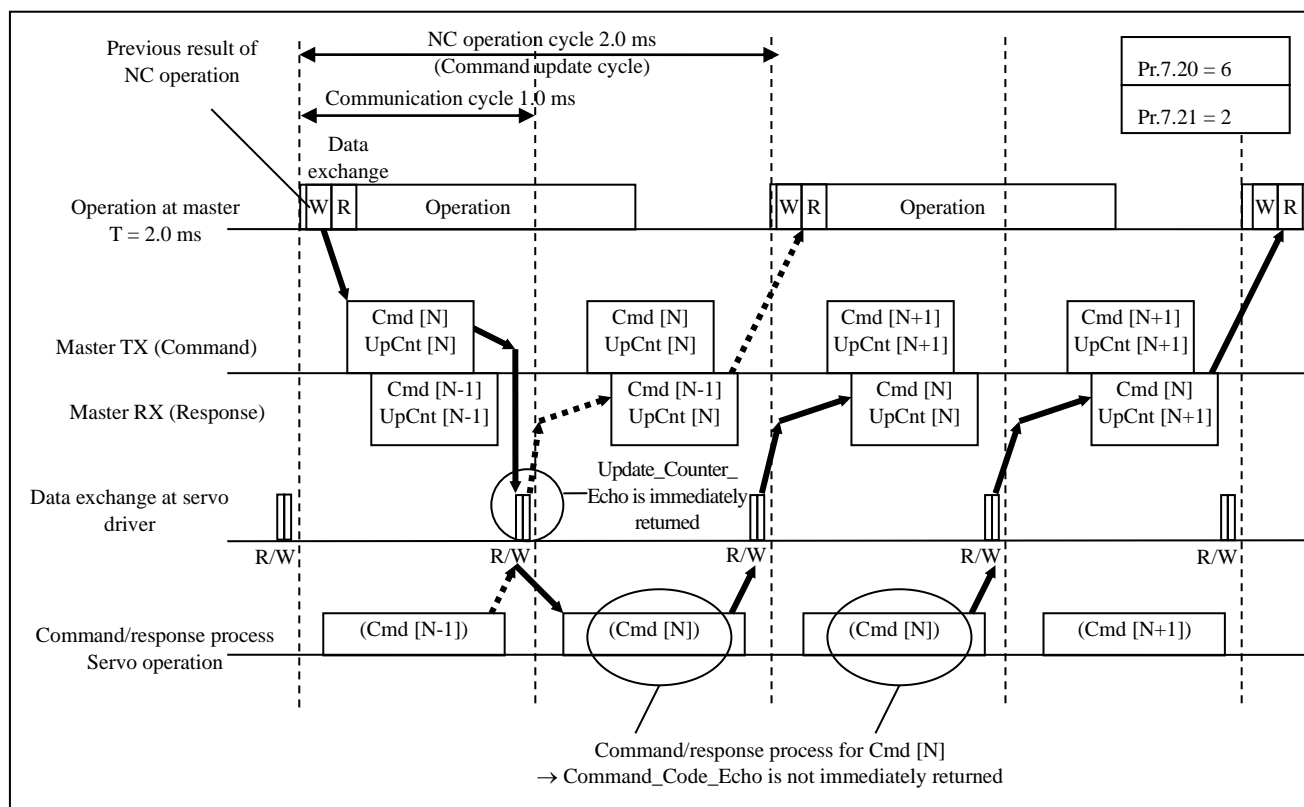 Previous result of
NC operation
NC operation cycle 2.0 ms
(Command update cycle)
Communication cycle 1.0 ms
Pr.7.20 = 6
Pr.7.21 = 2
Data
exchange
Operation at master
T = 2.0 ms
W R Operation
W R Operation
W R
Master TX (Command)
Cmd [N]
UpCnt [N]
Cmd [N]
UpCnt [N]
Cmd [N+1]
UpCnt [N+1]
Cmd [N+1]
UpCnt [N+1]
Master RX (Response)
Cmd [N-1]
UpCnt [N-1]
Cmd [N-1]
UpCnt [N]
Cmd [N]
UpCnt [N]
Cmd [N]
UpCnt [N+1]
Data exchange at servo
driver
Update_Counter_
Echo is immediately
returned
R/W R/W R/W R/W R/W
Command/response process
Servo operation
(Cmd [N-1]) (Cmd [N]) (Cmd [N]) (Cmd [N+1])
Command/response process for Cmd [N]
→ Command_Code_Echo is not immediately returned